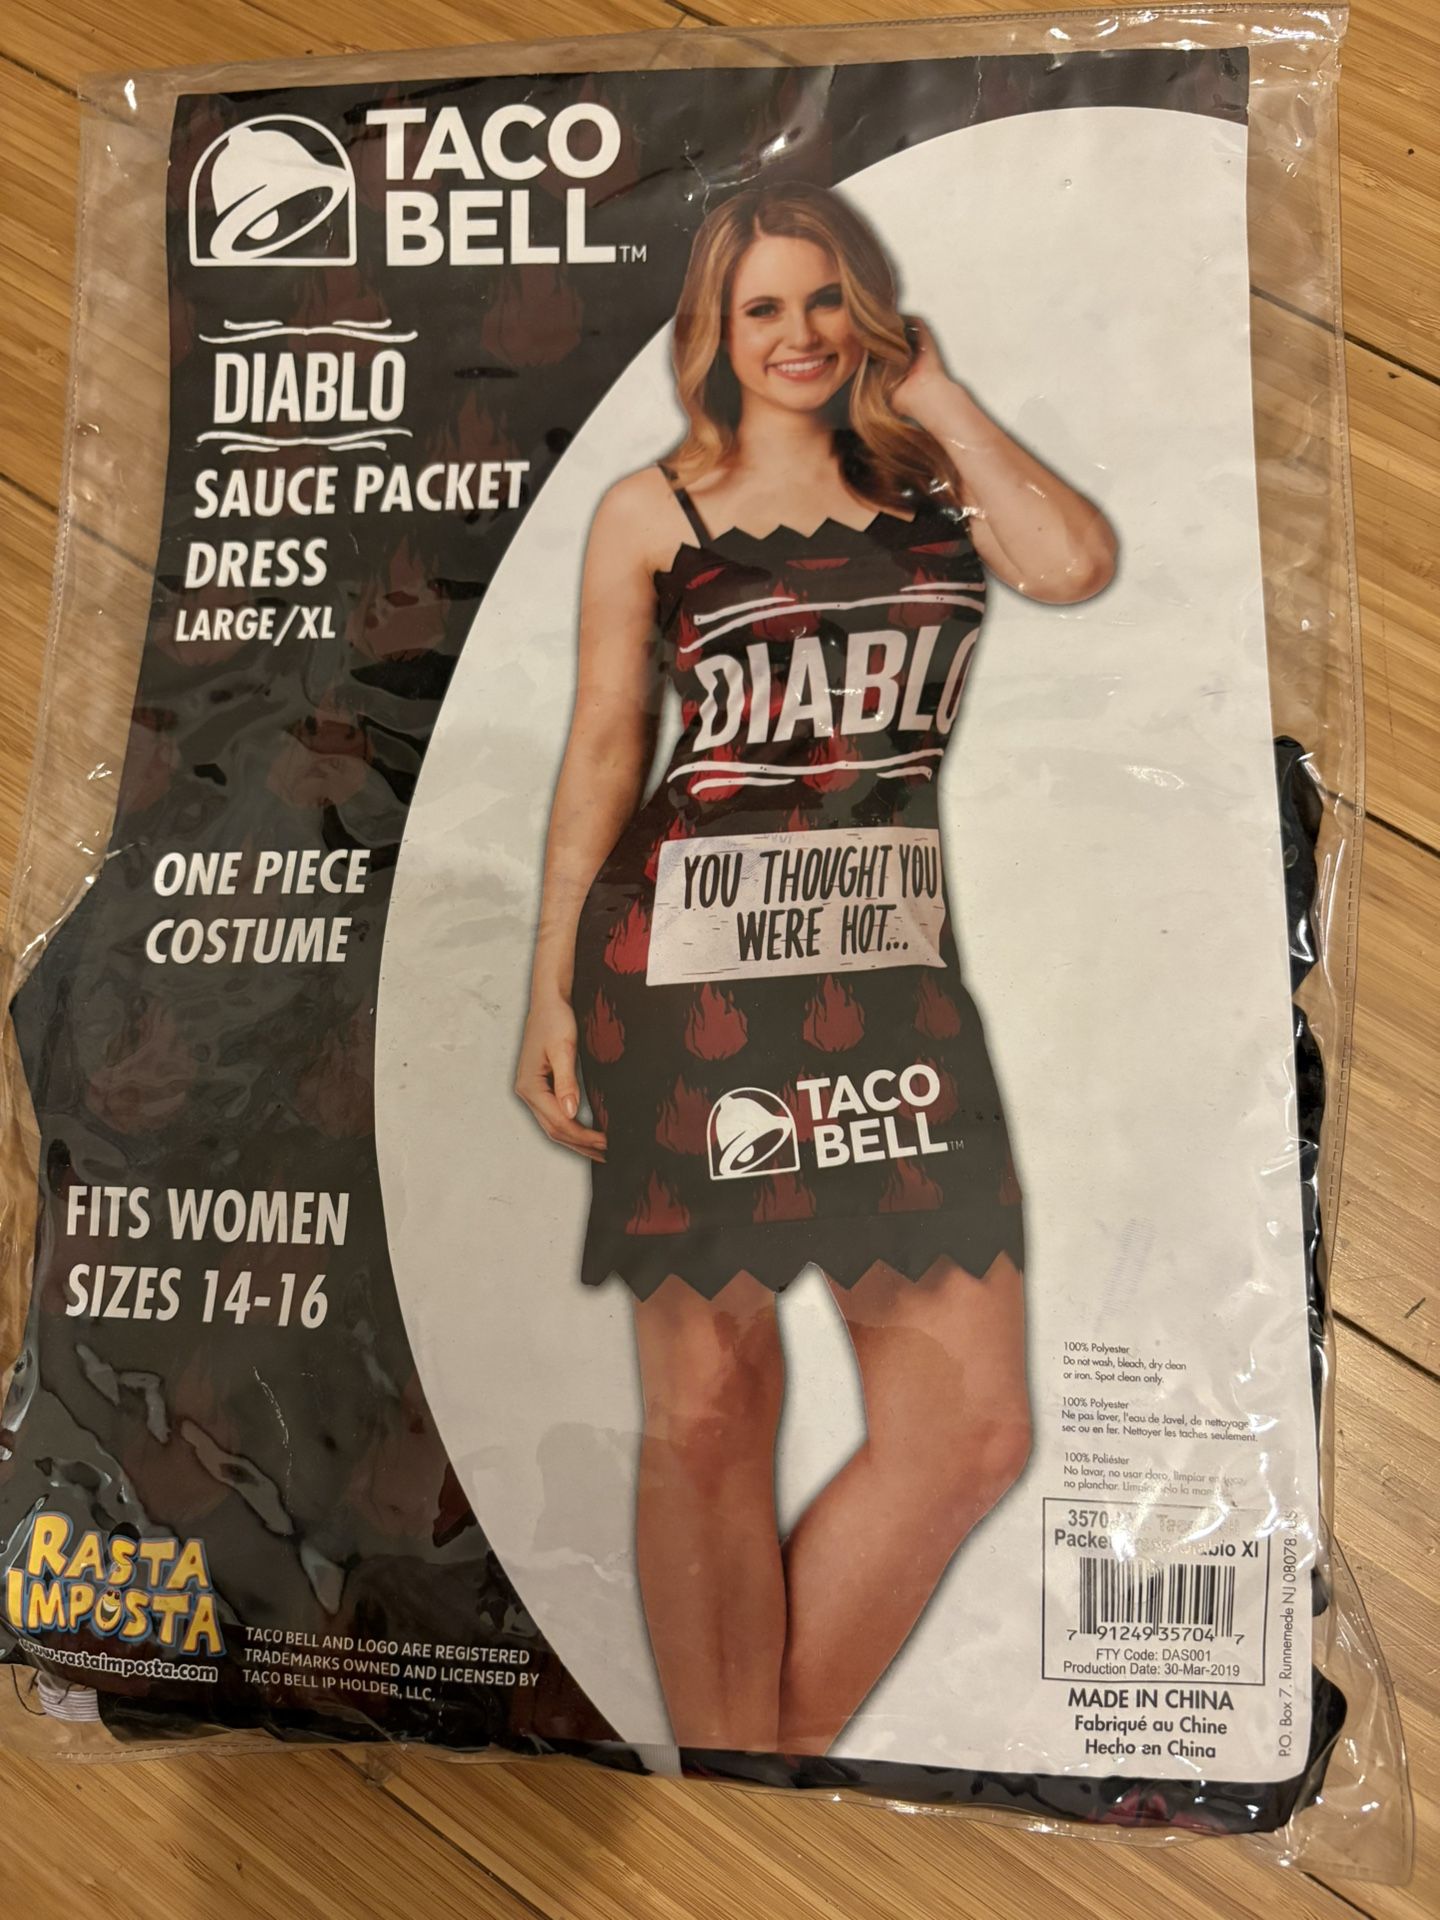 TACO
BELL™
DIABLO
SAUCE PACKET
DRESS
LARGE/XL
ONE PIECE
COSTUME
FITS WOMEN
SIZES 14-16
DIABLO
YOU THOUGHT YOU
WERE HOT...
TACO
BELL™
RASTA
IMPOSTA
www.rastaimposta.com
TACO BELL AND LOGO ARE REGISTERED
TRADEMARKS OWNED AND LICENSED BY
TACO BELL IP HOLDER, LLC.
100% Polyester
Do not wash, bleach, dry clean
or iron. Spot clean only.
100% Polyester
Ne pas laver, l'eau de Javel, de nettoyage
sec ou en fer. Nettoyer les taches seulement.
100% Poliéster
No lavar, no usar cloro, limpiar en
no planchar.
3570
XI
7 91249 35704 7
FTY Code: DAS001
Production Date: 30-Mar-2019
MADE IN CHINA
Fabriqué au Chine
Hecho en China
P.O. Box 7, Runnemede NJ 08078, US